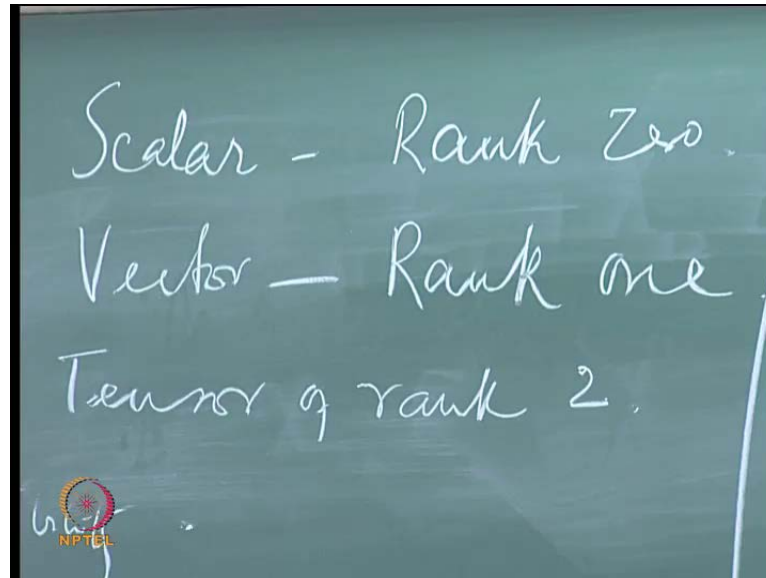 Scalar - Rank Zero.
Vector - Rank one.
Tensor of rank 2.
NPTEL